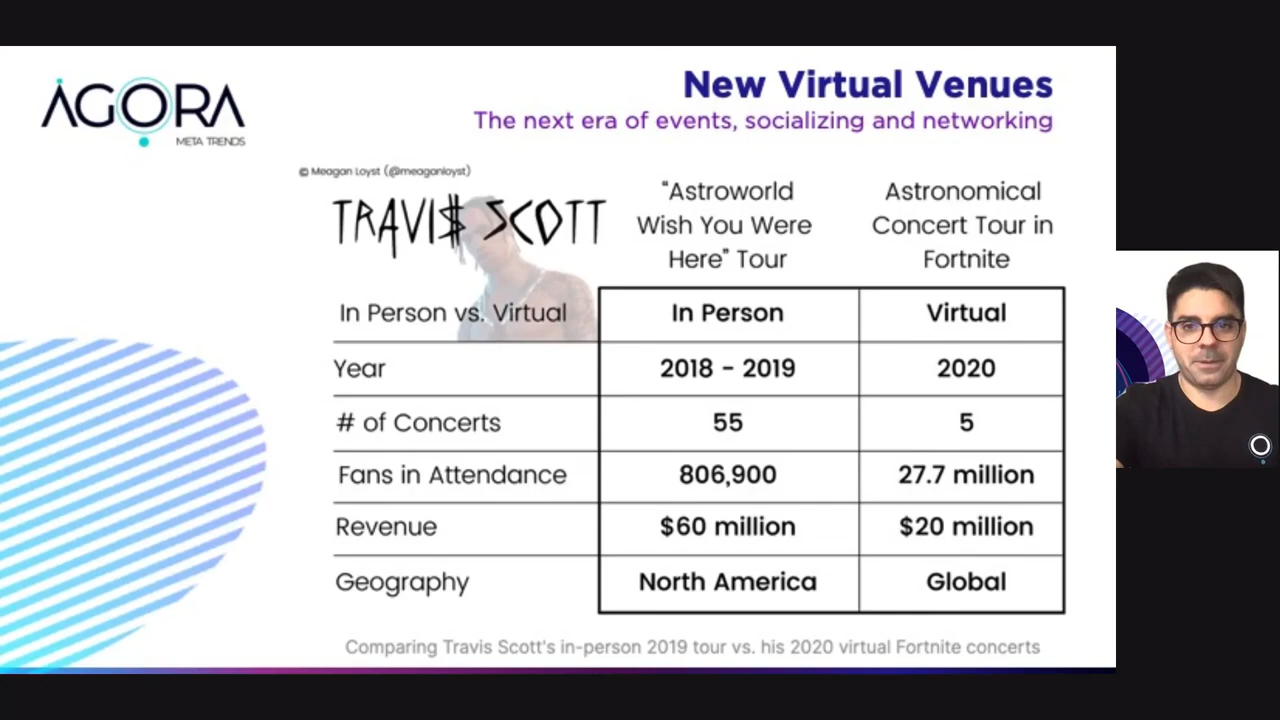 ÁGORA
META TRENDS
New Virtual Venues
The next era of events, socializing and networking
© Meagan Loyst (@meaganloyst)
TRAVI$ SCOTT
"Astroworld
Wish You Were
Here" Tour
Astronomical
Concert Tour in
Fortnite
In Person vs. Virtual
In Person
Virtual
Year
2018 - 2019
2020
# of Concerts
55
5
Fans in Attendance
806,900
27.7 million
Revenue
$60 million
$20 million
Geography
North America
Global
Comparing Travis Scott's in-person 2019 tour vs. his 2020 virtual Fortnite concerts